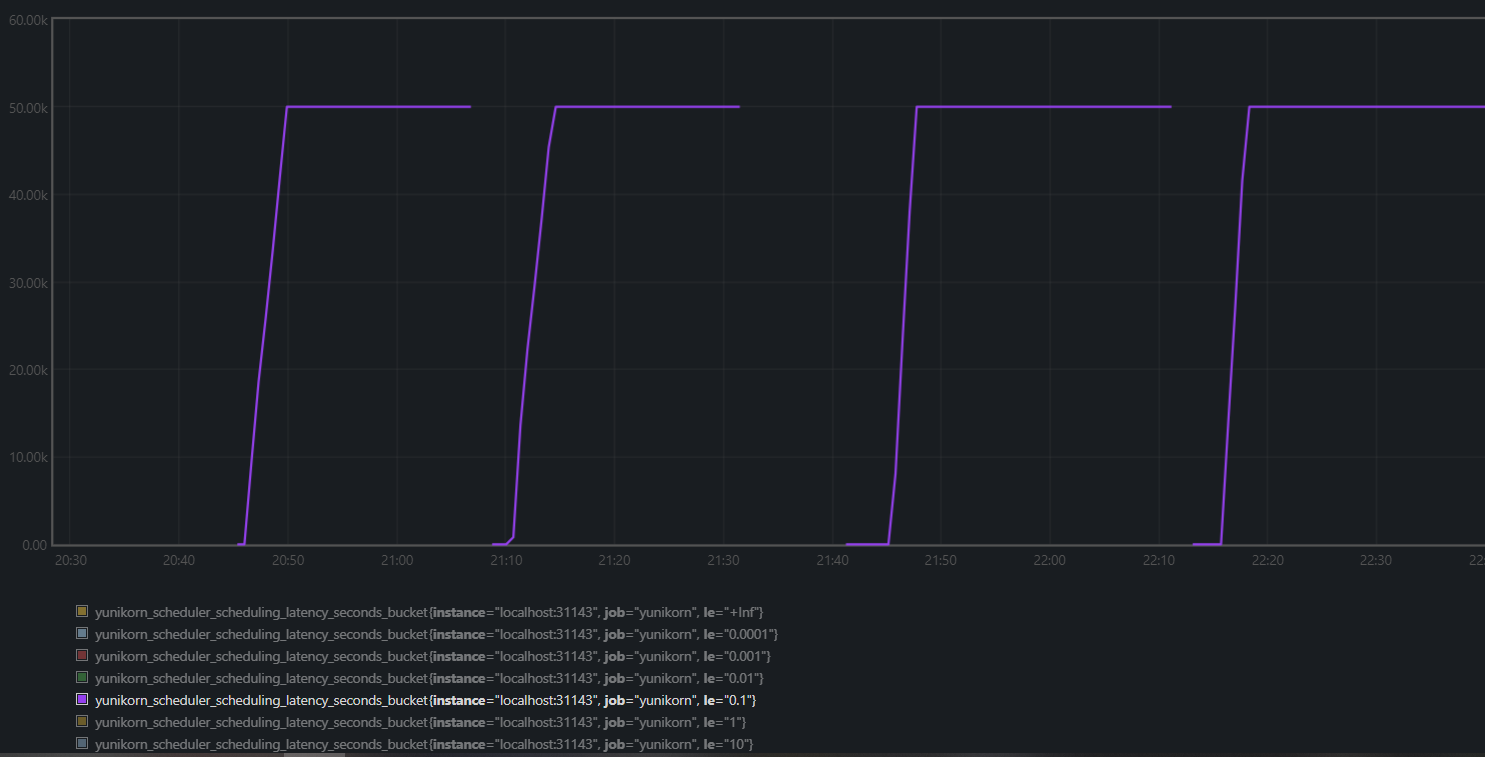 60.00k
50.00k
40.00k
30.00k
20.00k
10.00k
0.00
20:30 20:40 20:50 21:00 21:10 21:20 21:30 21:40 21:50 22:00 22:10 22:20 22:30
yunikorn_scheduler_scheduling_latency_seconds_bucket{instance="localhost:31143", job="yunikorn", le="+Inf"}
yunikorn_scheduler_scheduling_latency_seconds_bucket{instance="localhost:31143", job="yunikorn", le="0.0001"}
yunikorn_scheduler_scheduling_latency_seconds_bucket{instance="localhost:31143", job="yunikorn", le="0.001"}
yunikorn_scheduler_scheduling_latency_seconds_bucket{instance="localhost:31143", job="yunikorn", le="0.01"}
yunikorn_scheduler_scheduling_latency_seconds_bucket{instance="localhost:31143", job="yunikorn", le="0.1"}
yunikorn_scheduler_scheduling_latency_seconds_bucket{instance="localhost:31143", job="yunikorn", le="1"}
yunikorn_scheduler_scheduling_latency_seconds_bucket{instance="localhost:31143", job="yunikorn", le="10"}